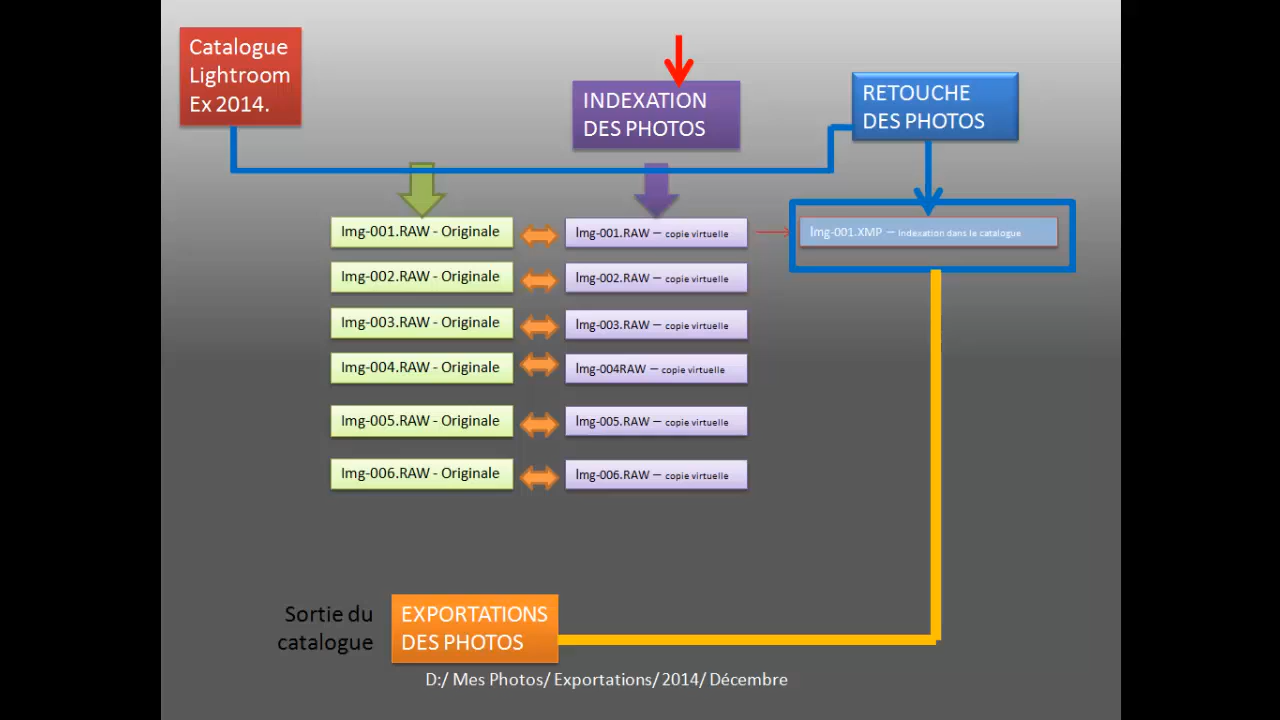 Catalogue
Lightroom
Ex 2014.
INDEXATION
DES PHOTOS
RETOUCHE
DES PHOTOS
Img-001.RAW - Originale
Img-001.RAW – copie virtuelle
Img-001.XMP – Indexation dans le catalogue
Img-002.RAW - Originale
Img-002.RAW – copie virtuelle
Img-003.RAW - Originale
Img-003.RAW – copie virtuelle
Img-004.RAW - Originale
Img-004RAW – copie virtuelle
Img-005.RAW - Originale
Img-005.RAW – copie virtuelle
Img-006.RAW - Originale
Img-006.RAW – copie virtuelle
Sortie du
catalogue
EXPORTATIONS
DES PHOTOS
D:/ Mes Photos/ Exportations/ 2014/ Décembre